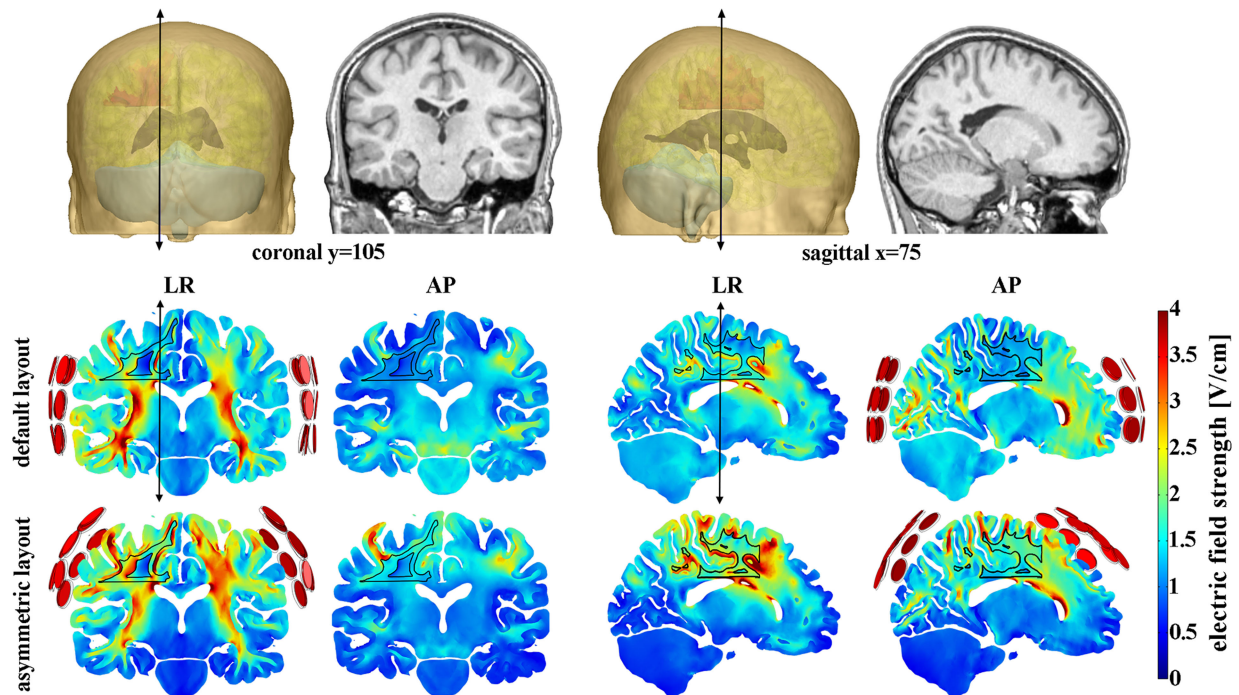 coronal y=105
sagittal x=75
LR
AP
LR
AP
default layout
asymmetric layout
4
3.5
3
2.5
2
1.5
1
0.5
0
electric field strength [V/cm]